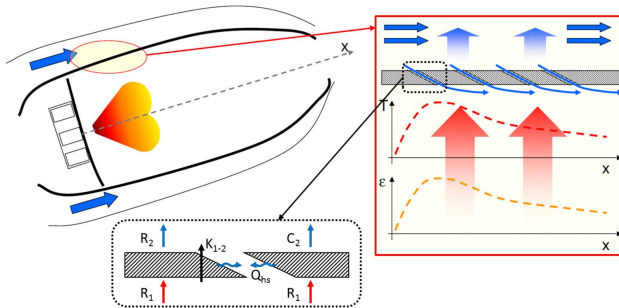 x
T
x
ε
x
R₂
K₁₋₂
C₂
Qₕₛ
R₁
R₁